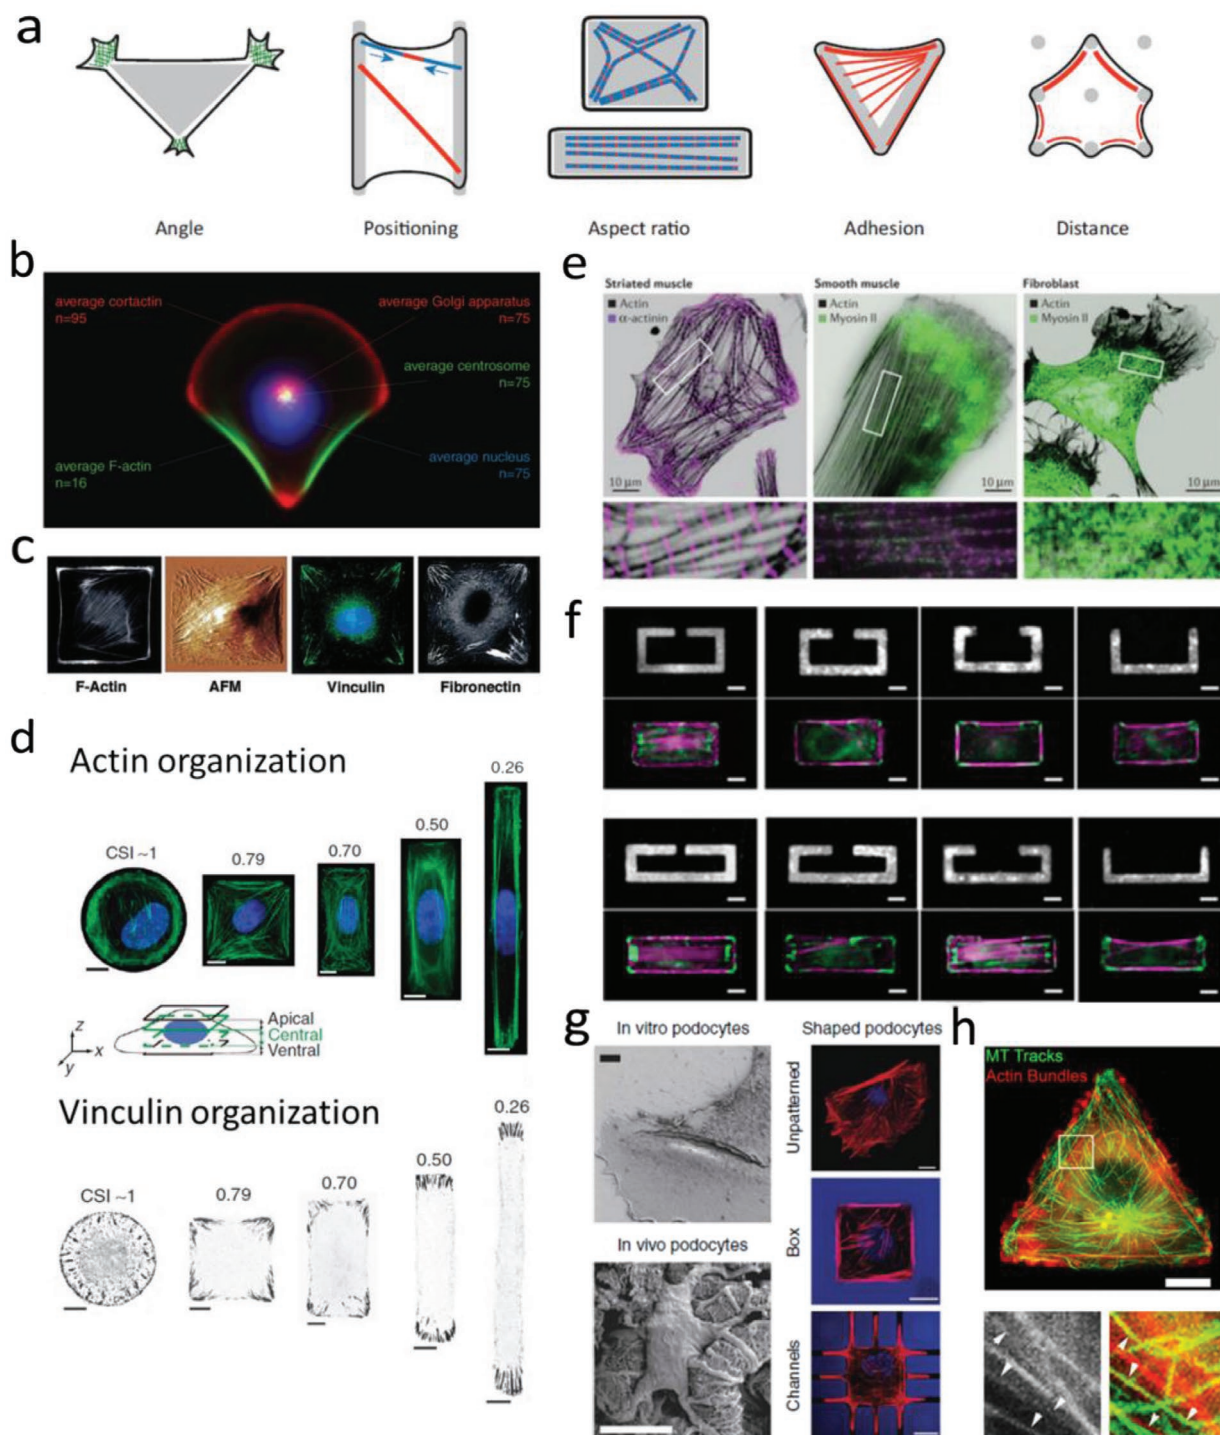 a
Angle
Positioning
Aspect ratio
Adhesion
Distance
b
average cortactin
n=95
average Golgi apparatus
n=75
average centrosome
n=75
average F-actin
n=16
average nucleus
n=75
c
F-Actin
AFM
Vinculin
Fibronectin
d
Actin organization
CSI ~1
0.79
0.70
0.50
0.26
z
x
y
Apical
Central
Ventral
Vinculin organization
CSI ~1
0.79
0.70
0.50
0.26
e
Striated muscle
Actin
α-actinin
10 µm
Smooth muscle
Actin
Myosin II
10 µm
Fibroblast
Actin
Myosin II
10 µm
f
g
In vitro podocytes
In vivo podocytes
Shaped podocytes
Unpatterned
Box
Channels
h
MT Tracks
Actin Bundles